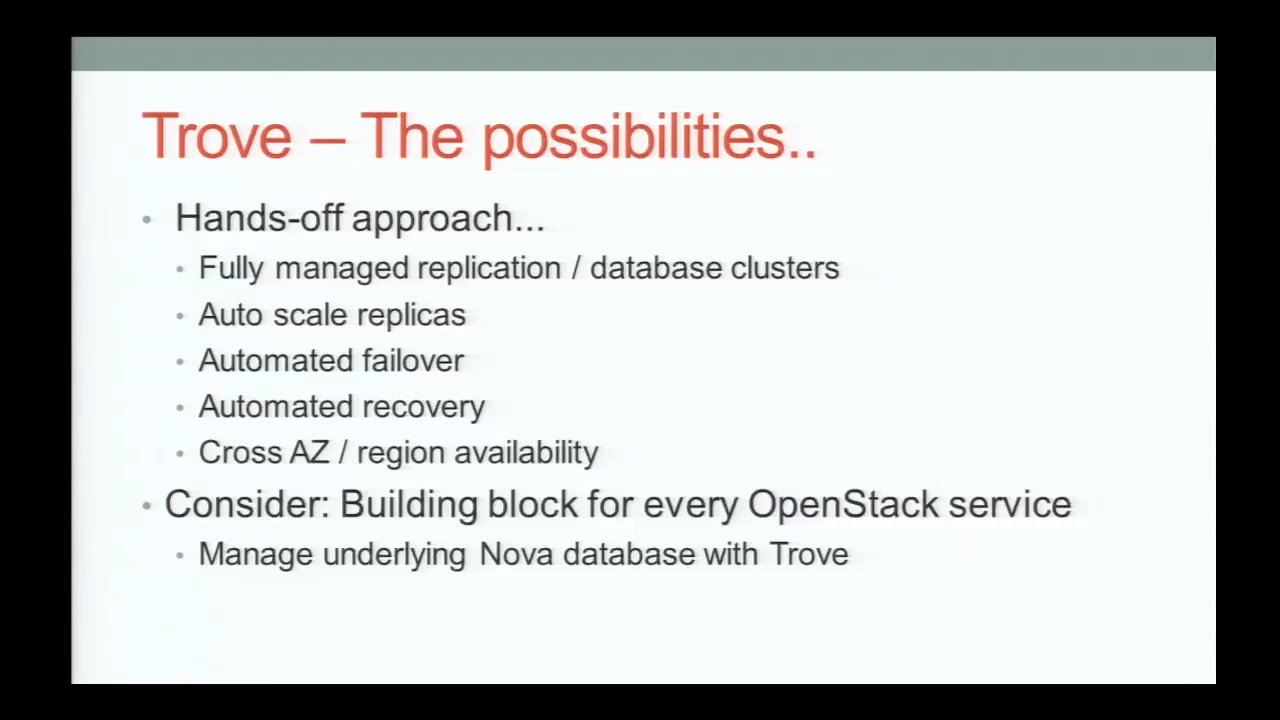 Trove – The possibilities..
• Hands-off approach...
• Fully managed replication / database clusters
• Auto scale replicas
• Automated failover
• Automated recovery
• Cross AZ / region availability
• Consider: Building block for every OpenStack service
• Manage underlying Nova database with Trove